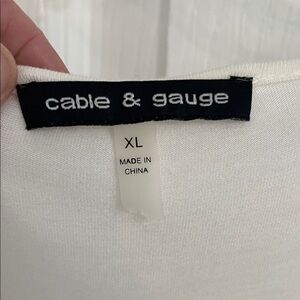 cable & gauge
XL
MADE IN
CHINA